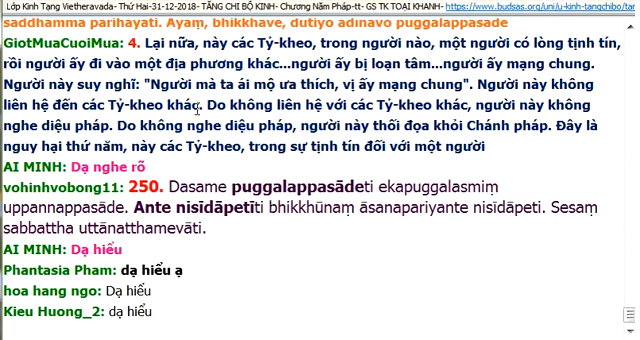 Lớp Kinh Tạng Vietheravada- Thứ Hai-31-12-2018- TĂNG CHI BỘ KINH- Chương Năm Pháp-tt- GS TK TOẠI KHANH- https://www.budsas.org/uni/u-kinh-tangchibo/tan
saddhamma parihāyati. Ayaṃ, bhikkhave, dutiyo ādīnavo puggalappasāde
GiotMuaCuoiMua: 4. Lại nữa, này các Tỷ-kheo, trong người nào, một người có lòng tịnh tín,
rồi người ấy đi vào một địa phương khác...người ấy bị loạn tâm...người ấy mạng chung.
Người này suy nghĩ: "Người mà ta ái mộ ưa thích, vị ấy mạng chung". Người này không
liên hệ đến các Tỷ-kheo khác. Do không liên hệ với các Tỷ-kheo khác, người này không
nghe diệu pháp. Do không nghe diệu pháp, người này thối đọa khỏi Chánh pháp. Đây là
nguy hại thứ năm, này các Tỷ-kheo, trong sự tịnh tín đối với một người
AI MINH: Dạ nghe rõ
vohinhvobong11: 250. Dasame puggalappasādeti ekapuggalasmiṃ
uppannappasāde. Ante nisīdāpetīti bhikkhūnaṃ āsanapariyante nisīdāpeti. Sesaṃ
sabbattha uttānatthamevāti.
AI MINH: Dạ hiểu
Phantasia Pham: dạ hiểu ạ
hoa hang ngo: Dạ hiểu
Kieu Huong_2: dạ hiểu